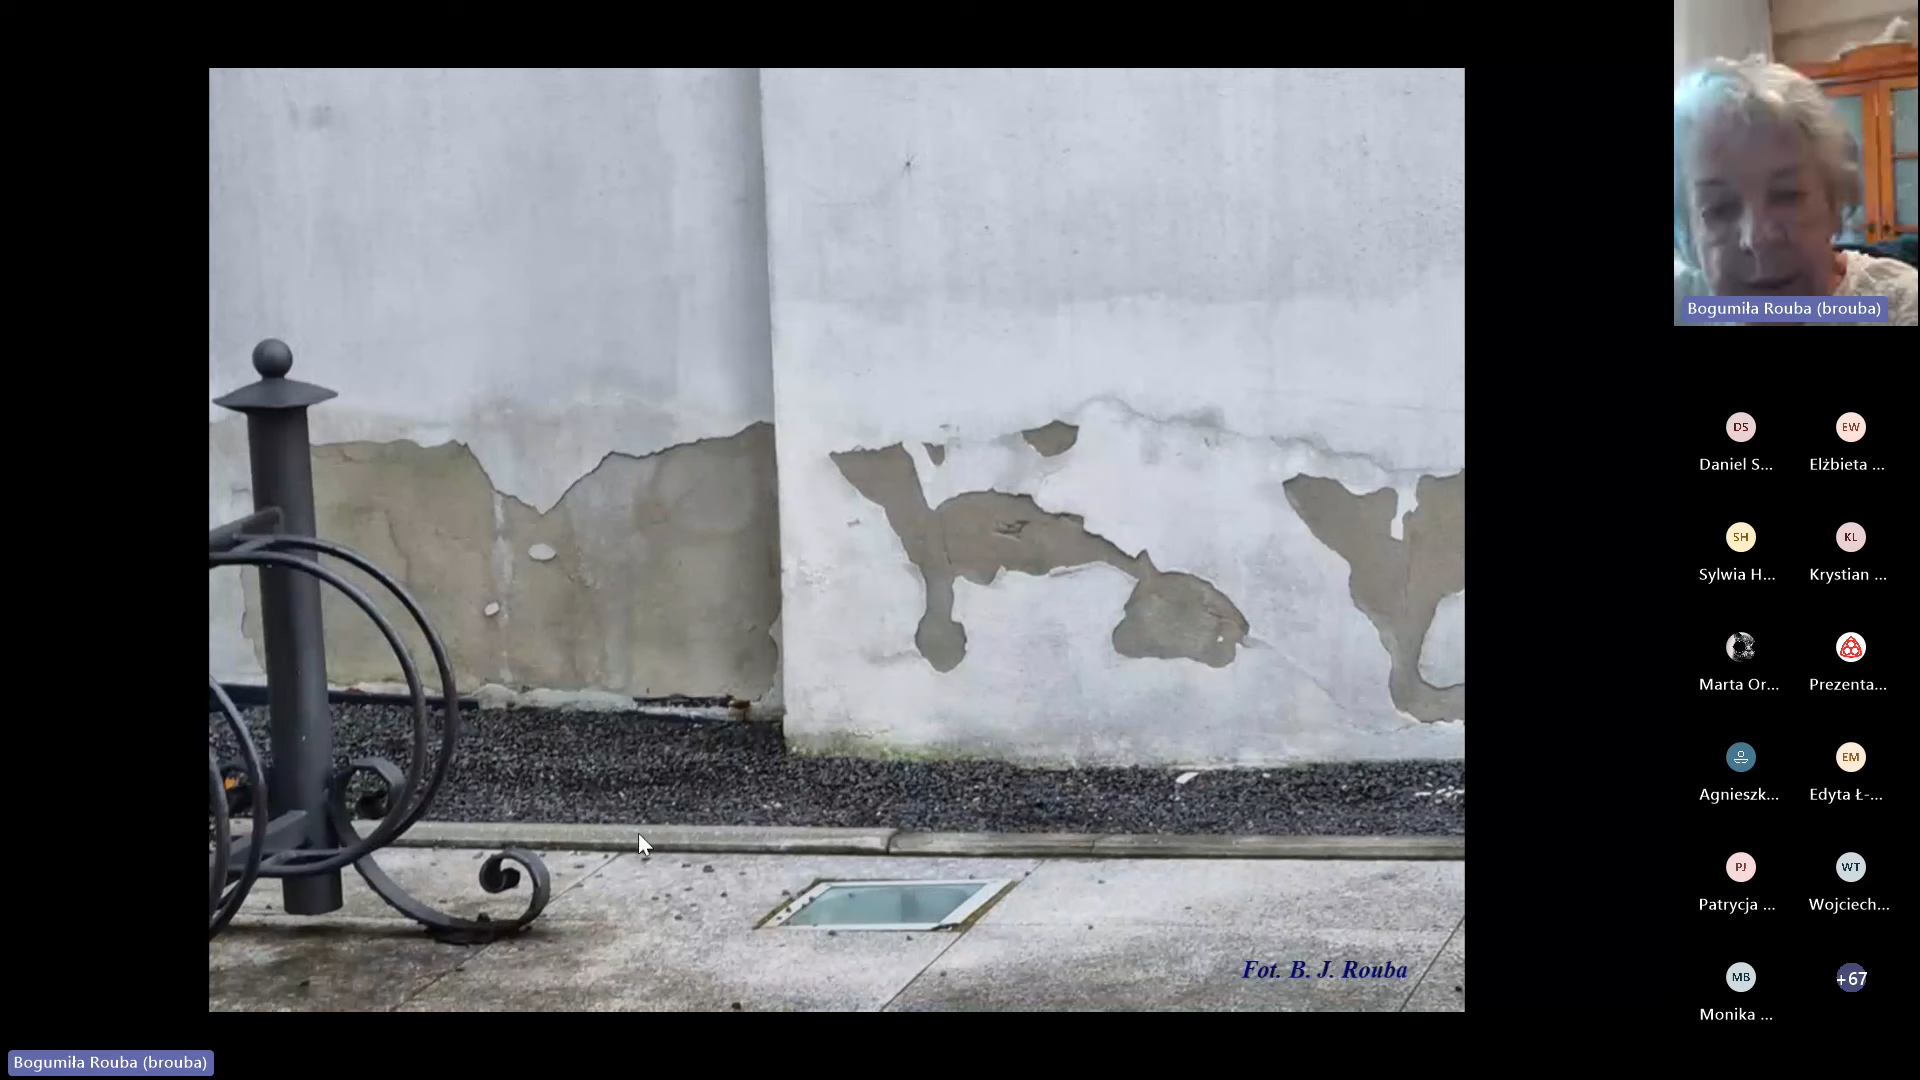 Bogumiła Rouba (brouba)
DS
EW
Daniel S...
Elżbieta ...
SH
KL
Sylwia H...
Krystian ...
Marta Or...
Prezenta...
EM
Agnieszk...
Edyta Ł-...
PJ
WT
Patrycja ...
Wojciech...
MB
+67
Monika ...
Fot. B. J. Rouba
Bogumiła Rouba (brouba)